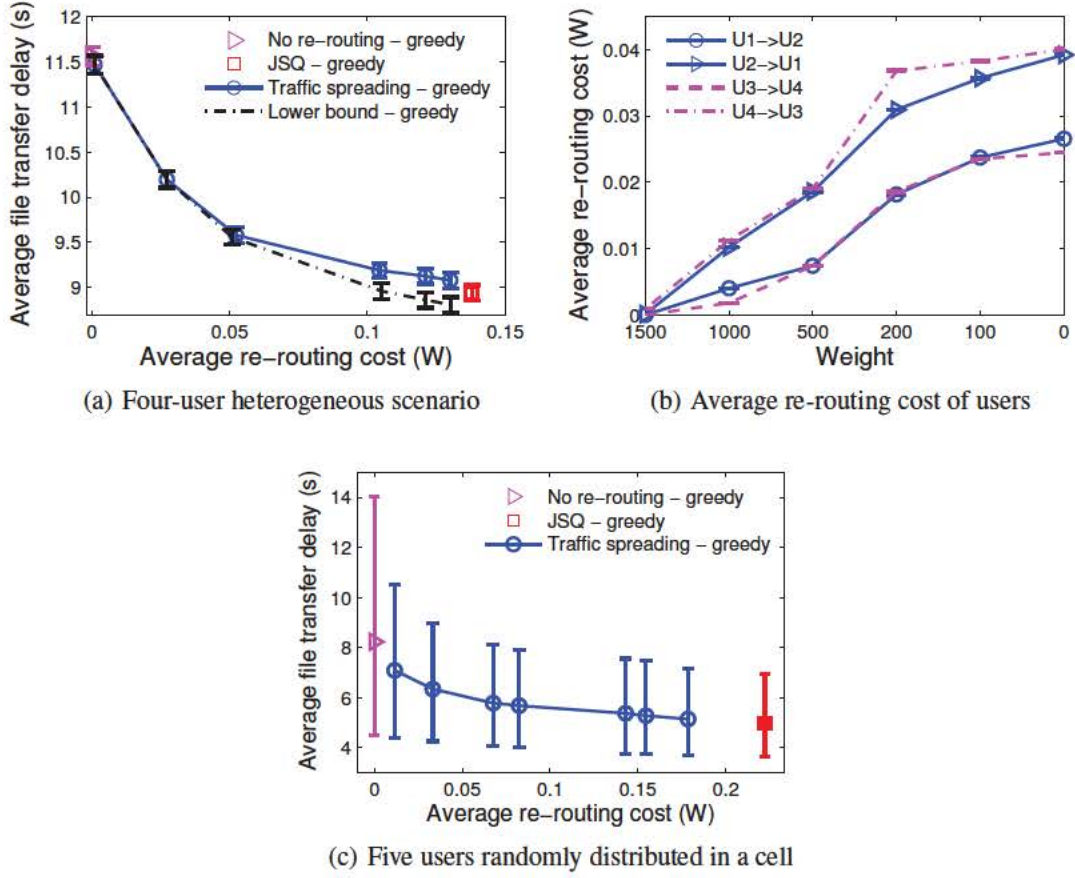 12
11.5
11
10.5
10
9.5
9
0
0.05
0.1
0.15
Average file transfer delay (s)
Average re−routing cost (W)
No re−routing − greedy
JSQ − greedy
Traffic spreading − greedy
Lower bound − greedy
(a) Four-user heterogeneous scenario
0.04
0.03
0.02
0.01
0
1500
1000
500
200
100
0
Average re−routing cost (W)
Weight
U1−>U2
U2−>U1
U3−>U4
U4−>U3
(b) Average re-routing cost of users
14
12
10
8
6
4
0
0.05
0.1
0.15
0.2
Average file transfer delay (s)
Average re−routing cost (W)
No re−routing − greedy
JSQ − greedy
Traffic spreading − greedy
(c) Five users randomly distributed in a cell